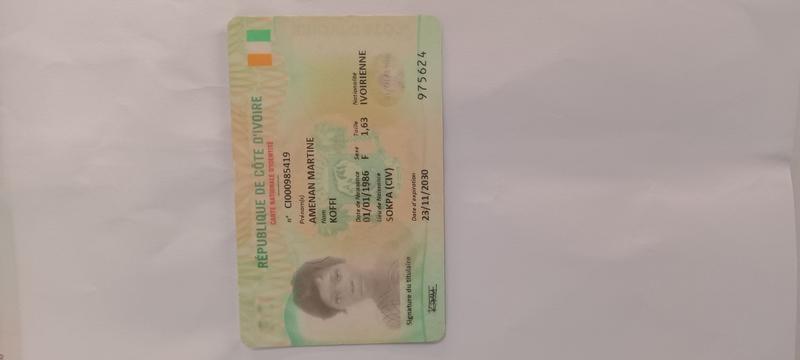 RÉPUBLIQUE DE CÔTE D'IVOIRE
CARTE NATIONALE D'IDENTITÉ
n° CI000985419
Prénom(s)
AMENAN MARTINE
Nom
KOFFI
Date de Naissance Sexe Taille Nationalité
01/01/1986 F 1,63 IVOIRIENNE
Lieu de Naissance
SOKPA (CIV)
Signature du titulaire
Date d'expiration
23/11/2030
975624